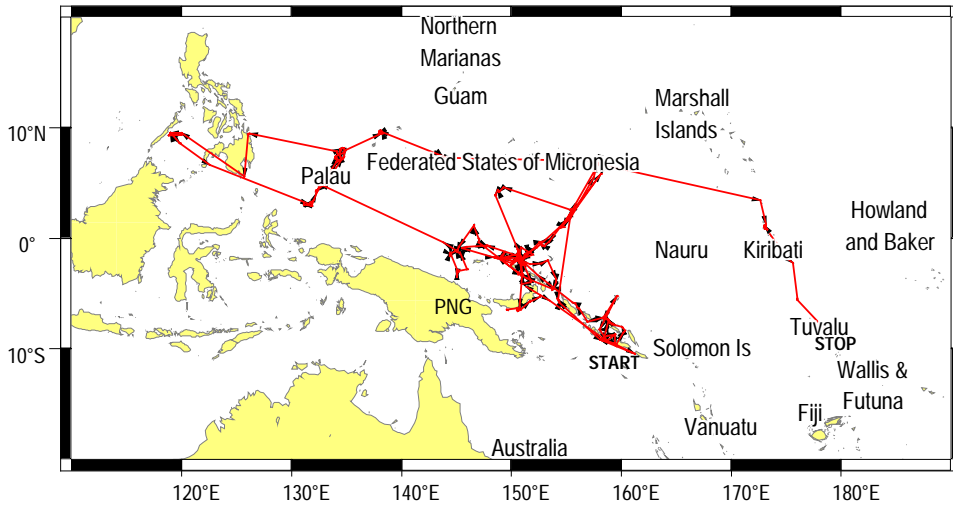 Northern
Marianas
Guam
Marshall
Islands
10°N
Federated States of Micronesia
Palau
Howland
and Baker
0°
Nauru
Kiribati
PNG
Tuvalu
STOP
10°S
Solomon Is
START
Wallis &
Futuna
Fiji
Vanuatu
Australia
120°E
130°E
140°E
150°E
160°E
170°E
180°E